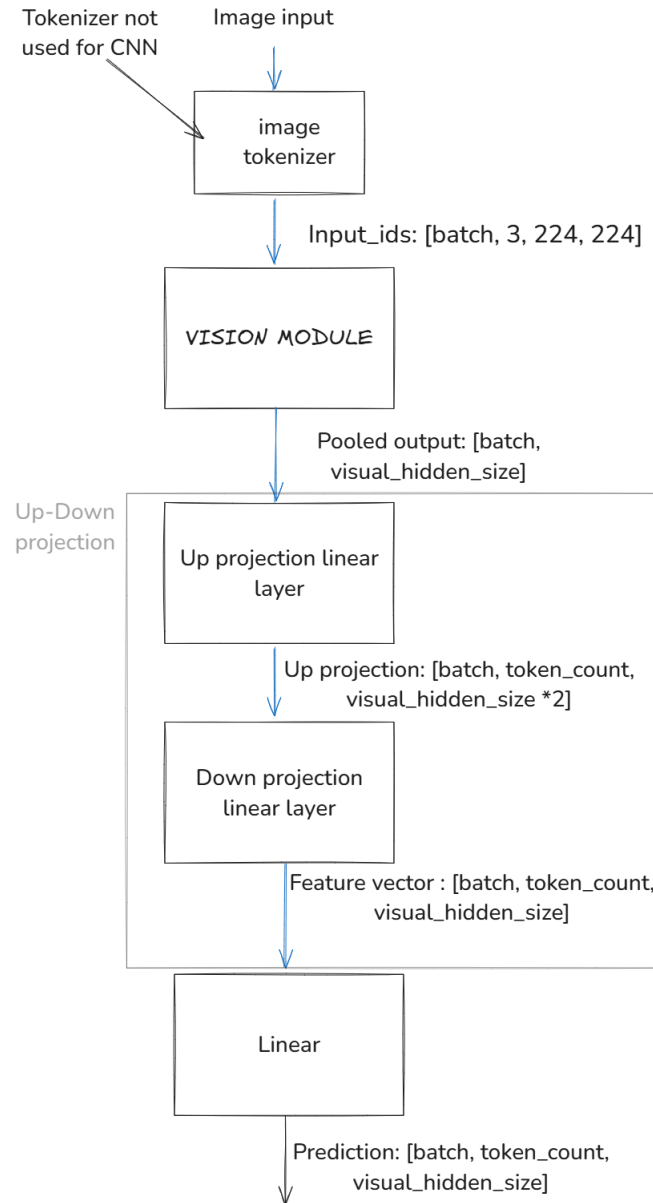 Tokenizer not
used for CNN
Image input
image
tokenizer
Input_ids: [batch, 3, 224, 224]
VISION MODULE
Pooled output: [batch,
visual_hidden_size]
Up-Down
projection
Up projection linear
layer
Up projection: [batch, token_count,
visual_hidden_size *2]
Down projection
linear layer
Feature vector : [batch, token_count,
visual_hidden_size]
Linear
Prediction: [batch, token_count,
visual_hidden_size]